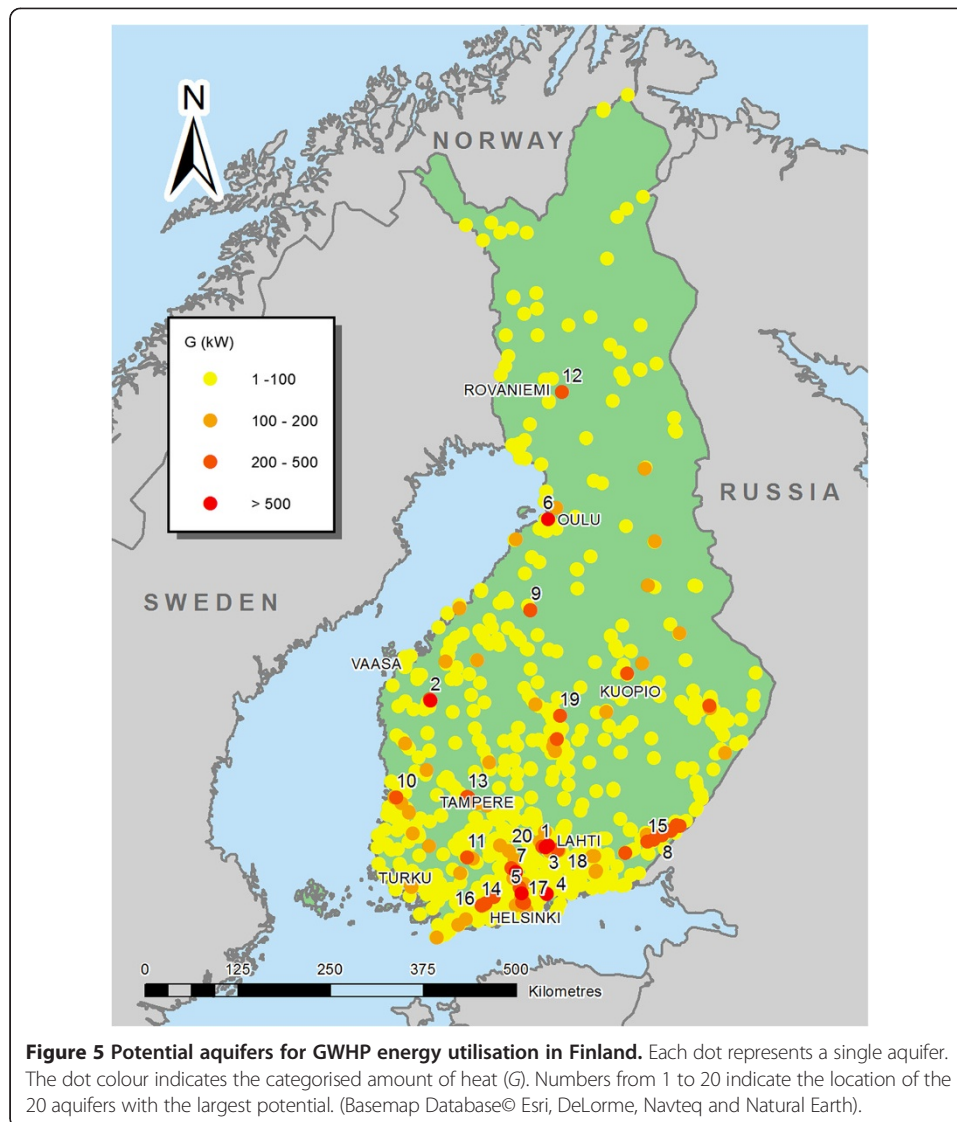 N
NORWAY
G (kW)
1 -100
100 - 200
200 - 500
> 500
12
ROVANIEMI
RUSSIA
6
OULU
SWEDEN
9
VAASA
KUOPIO
2
19
10
13
TAMPERE
15
1
20
LAHTI
11
7
3
18
8
TURKU
5
17
4
16
14
HELSINKI
0 125 250 375 500
Kilometres
Figure 5 Potential aquifers for GWHP energy utilisation in Finland. Each dot represents a single aquifer.
The dot colour indicates the categorised amount of heat (G). Numbers from 1 to 20 indicate the location of the
20 aquifers with the largest potential. (Basemap Database© Esri, DeLorme, Navteq and Natural Earth).